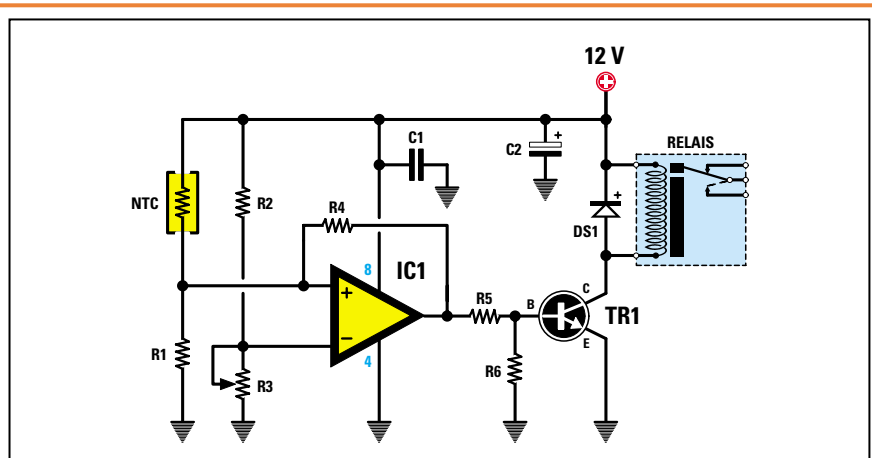 12 V
C1
C2
+
RELAIS
NTC
R2
R4
DS1
+
8
IC1
+
−
4
R1
R3
R5
R6
B
C
E
TR1